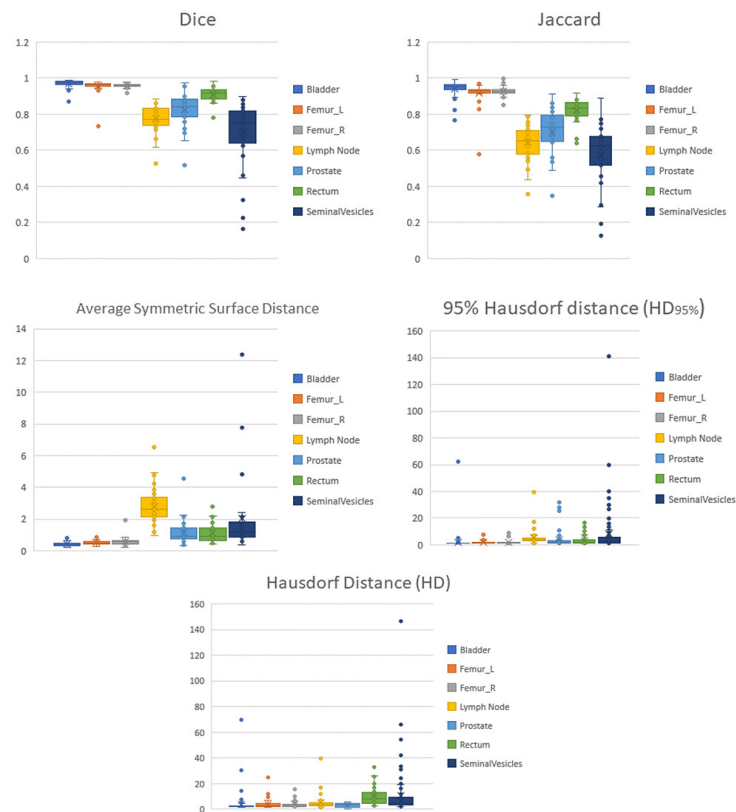 Dice
Jaccard
1.2
1
0.8
0.6
0.4
0.2
0
Bladder
Femur_L
Femur_R
Lymph Node
Prostate
Rectum
SeminalVesicles
1.2
1
0.8
0.6
0.4
0.2
0
Bladder
Femur_L
Femur_R
Lymph Node
Prostate
Rectum
SeminalVesicles
Average Symmetric Surface Distance
14
12
10
8
6
4
2
0
Bladder
Femur_L
Femur_R
Lymph Node
Prostate
Rectum
SeminalVesicles
95% Hausdorf distance (HD95%)
160
140
120
100
80
60
40
20
0
Bladder
Femur_L
Femur_R
Lymph Node
Prostate
Rectum
SeminalVesicles
Hausdorf Distance (HD)
160
140
120
100
80
60
40
20
0
Bladder
Femur_L
Femur_R
Lymph Node
Prostate
Rectum
SeminalVesicles